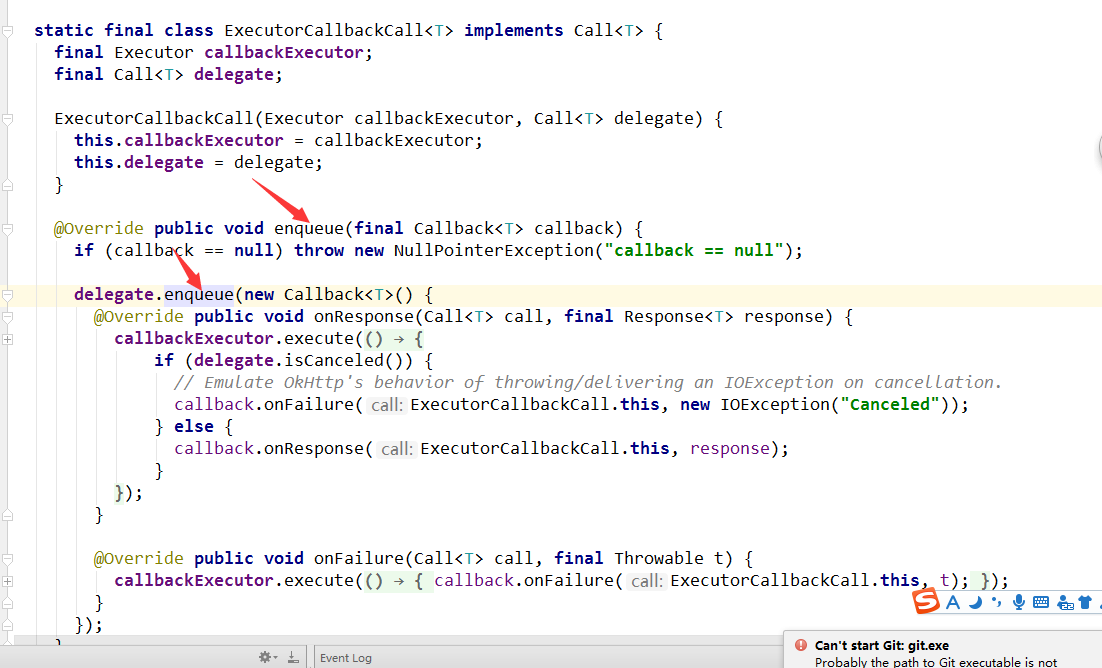 static final class ExecutorCallbackCall<T> implements Call<T> {
final Executor callbackExecutor;
final Call<T> delegate;
ExecutorCallbackCall(Executor callbackExecutor, Call<T> delegate) {
this.callbackExecutor = callbackExecutor;
this.delegate = delegate;
}
@Override public void enqueue(final Callback<T> callback) {
if (callback == null) throw new NullPointerException("callback == null");
delegate.enqueue(new Callback<T>() {
@Override public void onResponse(Call<T> call, final Response<T> response) {
callbackExecutor.execute(() → {
if (delegate.isCanceled()) {
// Emulate OkHttp's behavior of throwing/delivering an IOException on cancellation.
callback.onFailure( call: ExecutorCallbackCall.this, new IOException("Canceled"));
} else {
callback.onResponse( call: ExecutorCallbackCall.this, response);
}
});
}
@Override public void onFailure(Call<T> call, final Throwable t) {
callbackExecutor.execute(() → { callback.onFailure( call: ExecutorCallbackCall.this, t); });
}
});
Event Log
Can't start Git: git.exe
Probably the path to Git executable is not